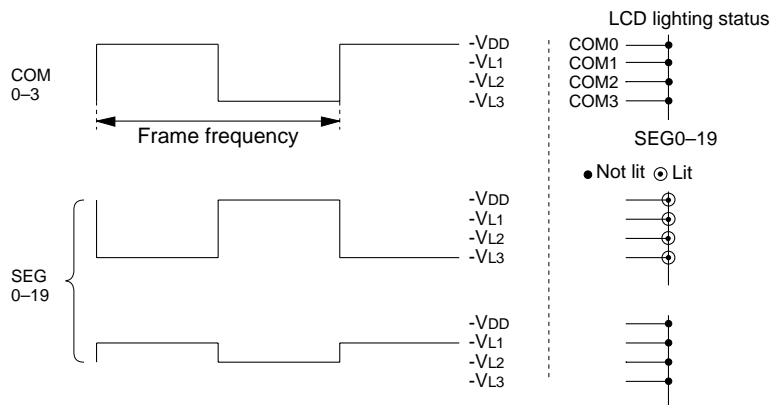 LCD lighting status
COM
0–3
-VDD
-VL1
-VL2
-VL3
Frame frequency
COM0
COM1
COM2
COM3
SEG0–19
● Not lit ◉ Lit
SEG
0–19
-VDD
-VL1
-VL2
-VL3
-VDD
-VL1
-VL2
-VL3